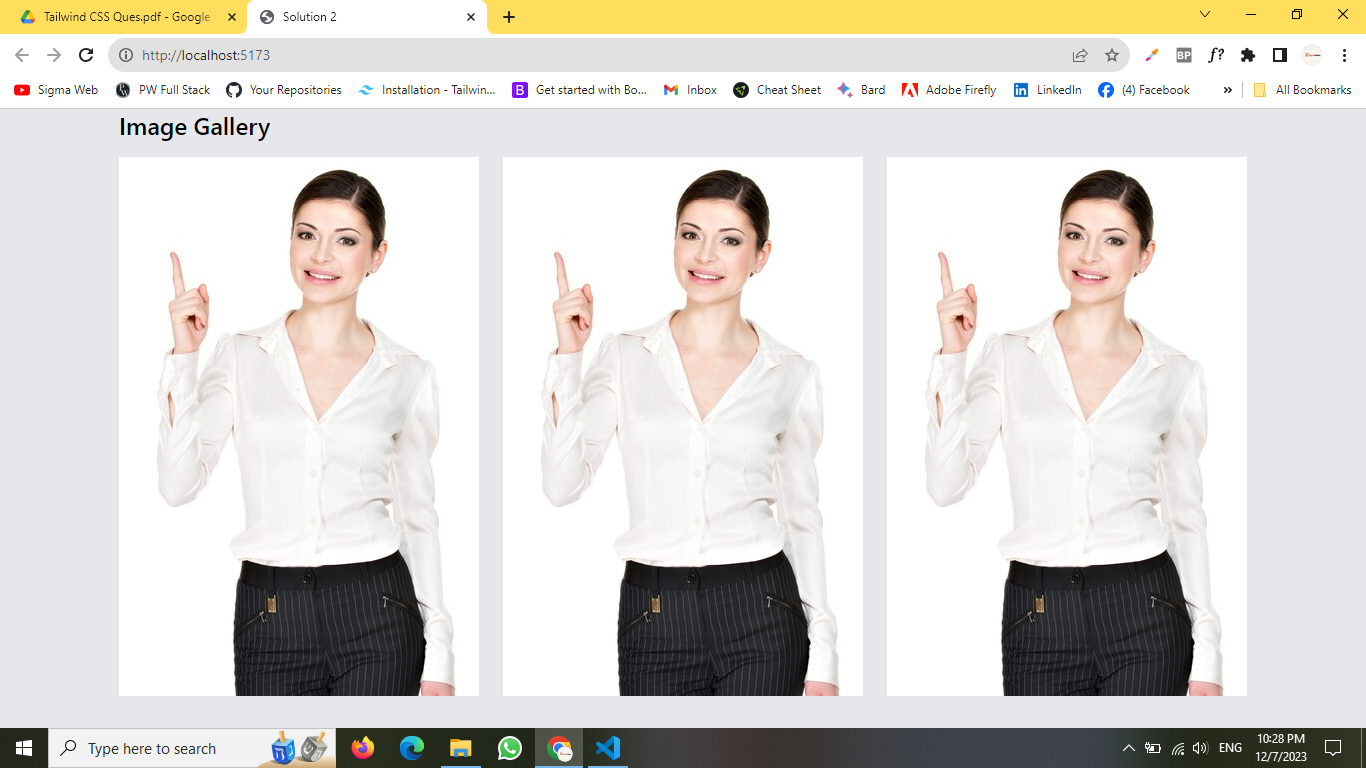 Tailwind CSS Ques.pdf - Google
Solution 2
http://localhost:5173
BP
f?
Sigma Web
PW Full Stack
Your Repositories
Installation - Tailwin...
B
Get started with Bo...
Inbox
Cheat Sheet
Bard
Adobe Firefly
in
LinkedIn
(4) Facebook
»
All Bookmarks
Image Gallery
Type here to search
ENG
10:28 PM
12/7/2023